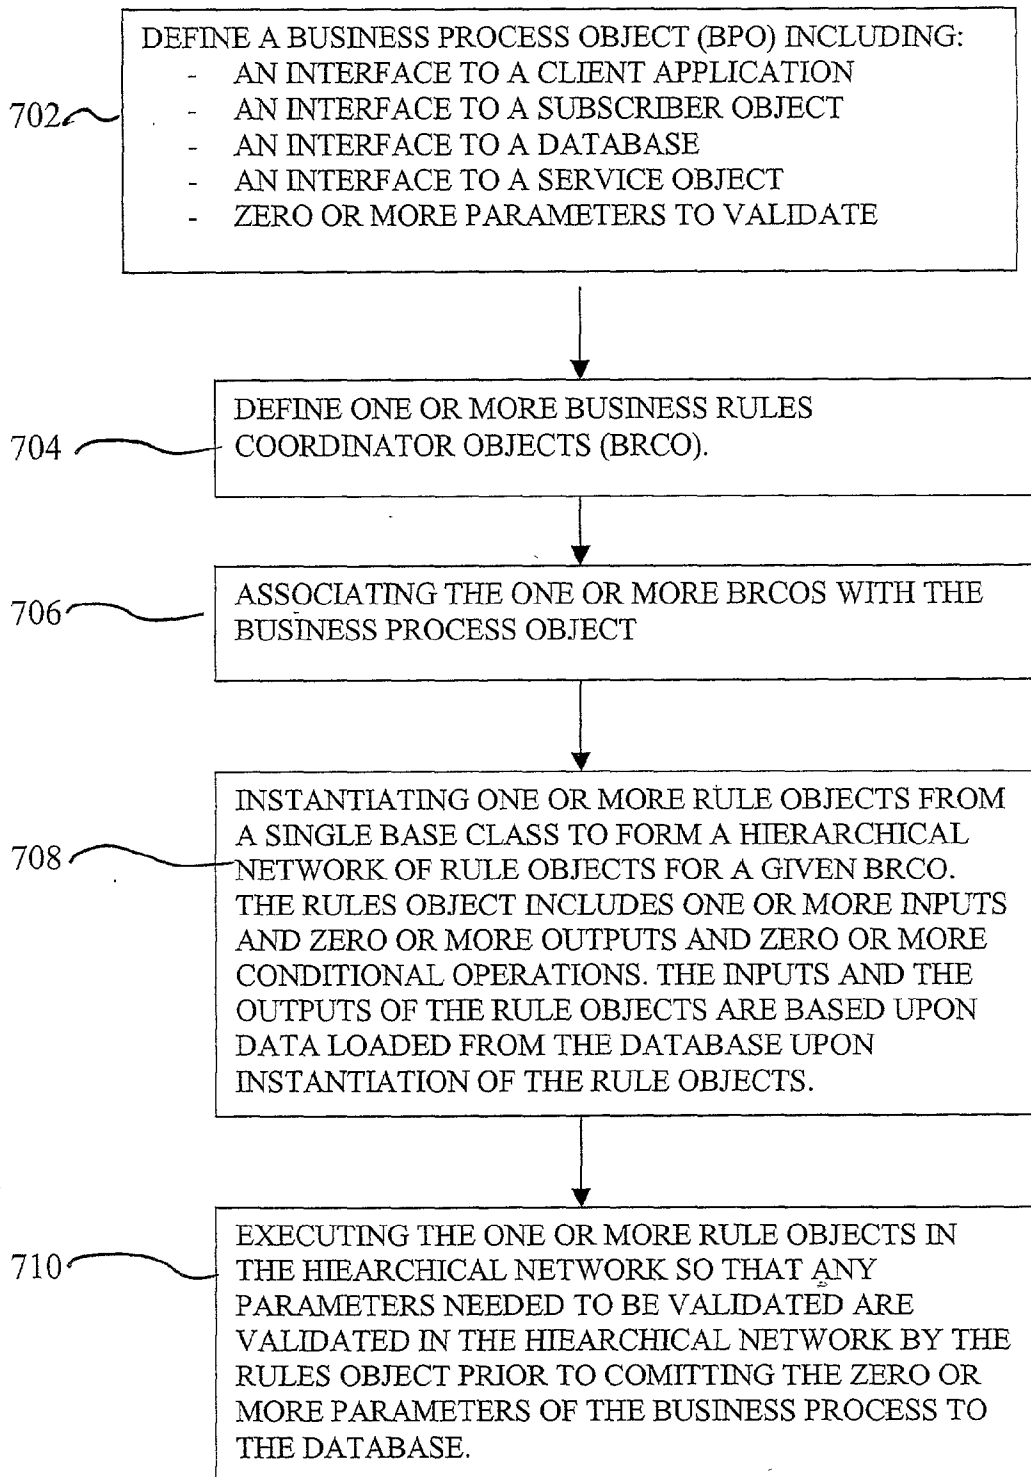 DEFINE A BUSINESS PROCESS OBJECT (BPO) INCLUDING:
- AN INTERFACE TO A CLIENT APPLICATION
- AN INTERFACE TO A SUBSCRIBER OBJECT
- AN INTERFACE TO A DATABASE
- AN INTERFACE TO A SERVICE OBJECT
- ZERO OR MORE PARAMETERS TO VALIDATE
702
DEFINE ONE OR MORE BUSINESS RULES
COORDINATOR OBJECTS (BRCO).
704
ASSOCIATING THE ONE OR MORE BRCOS WITH THE
BUSINESS PROCESS OBJECT
706
INSTANTIATING ONE OR MORE RULE OBJECTS FROM
A SINGLE BASE CLASS TO FORM A HIERARCHICAL
NETWORK OF RULE OBJECTS FOR A GIVEN BRCO.
THE RULES OBJECT INCLUDES ONE OR MORE INPUTS
AND ZERO OR MORE OUTPUTS AND ZERO OR MORE
CONDITIONAL OPERATIONS. THE INPUTS AND THE
OUTPUTS OF THE RULE OBJECTS ARE BASED UPON
DATA LOADED FROM THE DATABASE UPON
INSTANTIATION OF THE RULE OBJECTS.
708
EXECUTING THE ONE OR MORE RULE OBJECTS IN
THE HIEARCHICAL NETWORK SO THAT ANY
PARAMETERS NEEDED TO BE VALIDATED ARE
VALIDATED IN THE HIEARCHICAL NETWORK BY THE
RULES OBJECT PRIOR TO COMITTING THE ZERO OR
MORE PARAMETERS OF THE BUSINESS PROCESS TO
THE DATABASE.
710